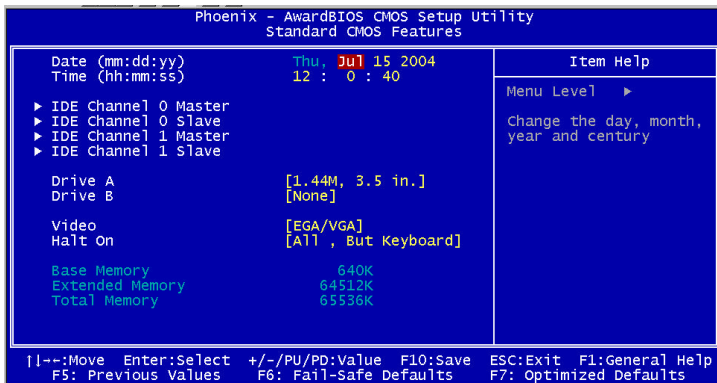 Phoenix - AwardBIOS CMOS Setup Utility
Standard CMOS Features
Date (mm:dd:yy) Thu, Jul 15 2004
Time (hh:mm:ss) 12 : 0 : 40
▶ IDE Channel 0 Master
▶ IDE Channel 0 Slave
▶ IDE Channel 1 Master
▶ IDE Channel 1 Slave
Drive A [1.44M, 3.5 in.]
Drive B [None]
Video [EGA/VGA]
Halt On [All , But Keyboard]
Base Memory 640K
Extended Memory 64512K
Total Memory 65536K
Item Help
Menu Level ▶
Change the day, month,
year and century
↑↓→←:Move Enter:Select +/-/PU/PD:Value F10:Save ESC:Exit F1:General Help
F5: Previous Values F6: Fail-Safe Defaults F7: Optimized Defaults